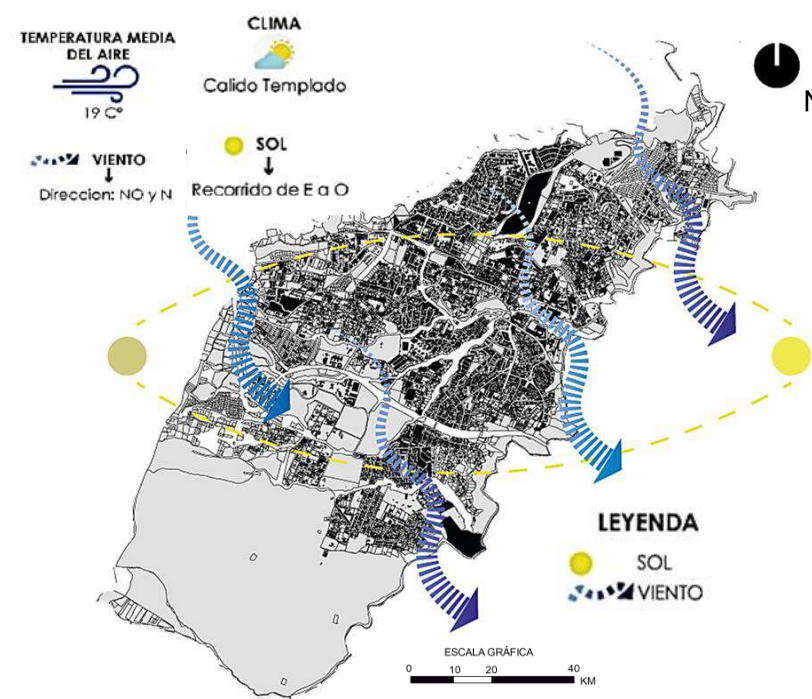 TEMPERATURA MEDIA
DEL AIRE
19 C°
CLIMA
Calido Templado
VIENTO
Direccion: NO y N
SOL
Recorrido de E a O
N
LEYENDA
SOL
VIENTO
ESCALA GRÁFICA
0 10 20 40
KM